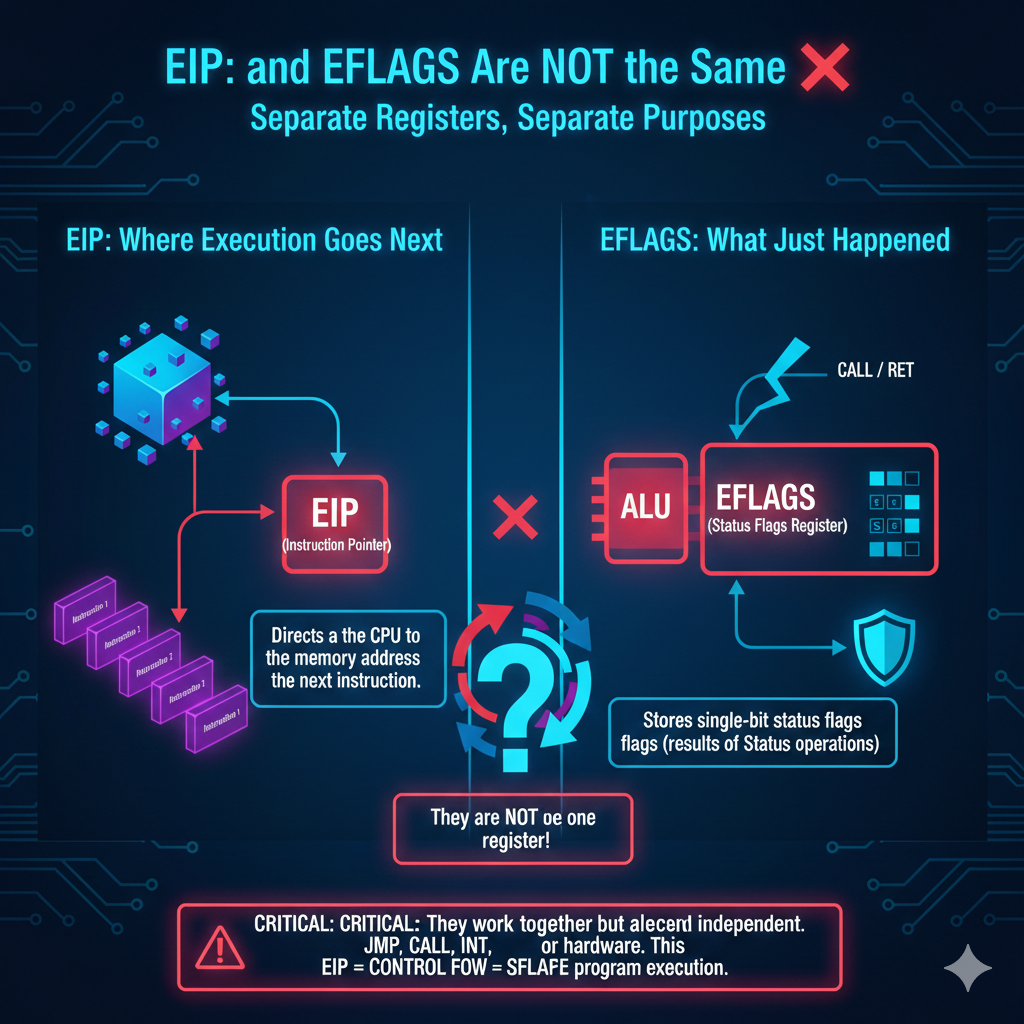 EIP: and EFLAGS Are NOT the Same
Separate Registers, Separate Purposes
EIP: Where Execution Goes Next
EIP
(Instruction Pointer)
Directs a the CPU to
the memory address
the next instruction.
EFLAGS: What Just Happened
CALL / RET
ALU
EFLAGS
(Status Flags Register)
Stores single-bit status flags
flags (results of Status operations)
?
They are NOT oe one
register!
CRITICAL: CRITICAL: They work together but alecerd independent.
JMP, CALL, INT, or hardware. This
EIP = CONTROL FOW = SFLAFE program execution.